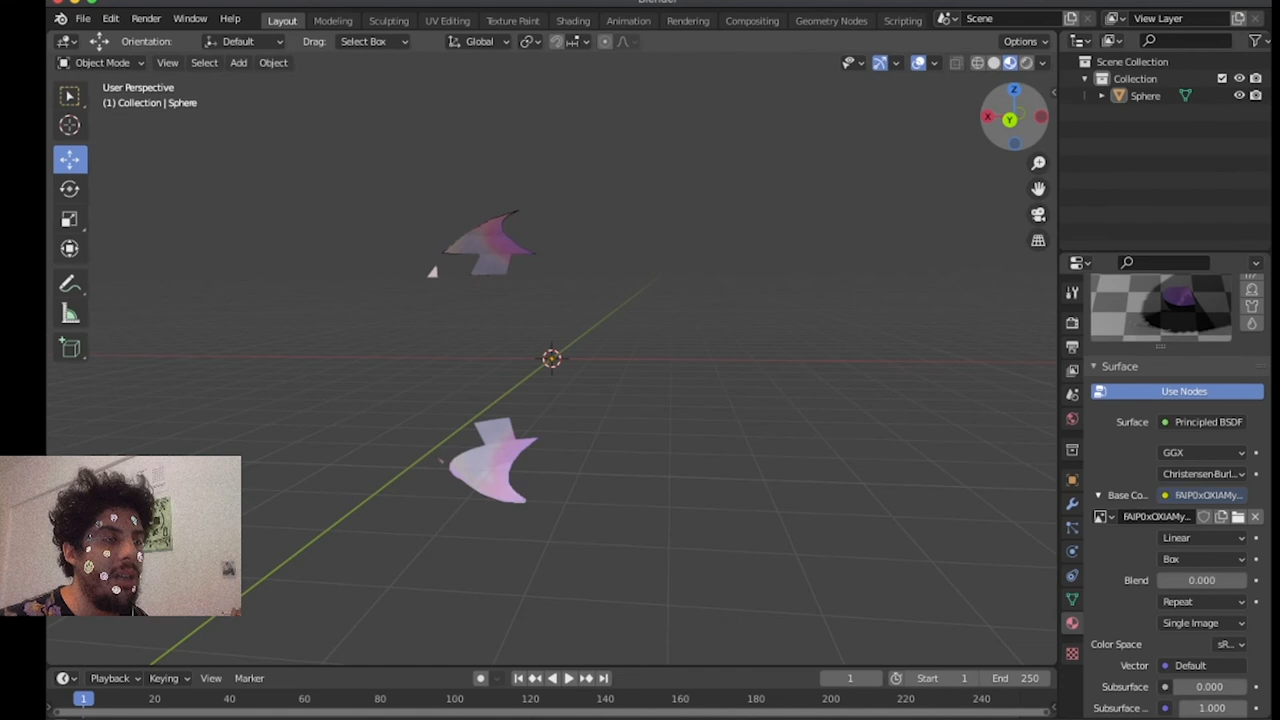 Blender
File Edit Render Window Help
Layout Modeling Sculpting UV Editing Texture Paint Shading Animation Rendering Compositing Geometry Nodes Scripting
Scene
View Layer
Orientation: Default Drag: Select Box Global Options
Object Mode View Select Add Object
User Perspective
(1) Collection | Sphere
Z
X
Y
Scene Collection
Collection
Sphere
Surface
Use Nodes
Surface Principled BSDF
GGX
Christensen-Burl...
Base Co...
Linear
Box
Blend 0.000
Repeat
Single Image
Color Space sR...
Vector Default
Subsurface 0.000
Subsurface ... 1.000
Playback Keying View Marker 1 Start 1 End 250
1 20 40 60 80 100 120 140 160 180 200 220 240